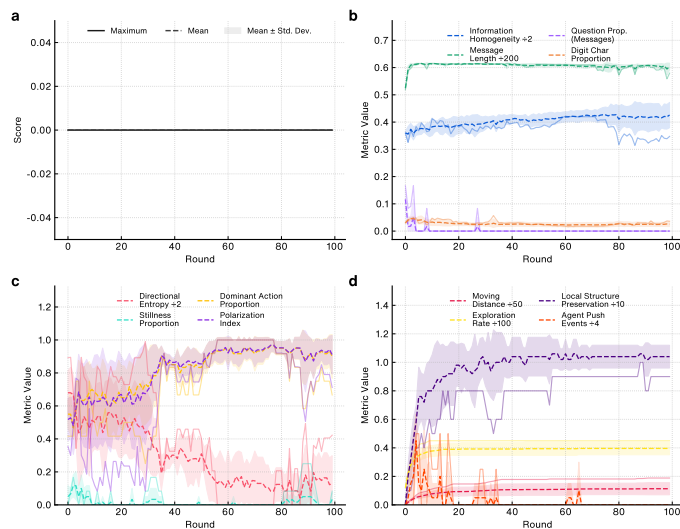 a
Maximum
Mean
Mean ± Std. Dev.
0.04
0.02
0.00
-0.02
-0.04
Score
0
20
40
60
80
100
Round
b
Information
Homogeneity ÷2
Question Prop.
(Messages)
Message
Length ÷200
Digit Char
Proportion
0.7
0.6
0.5
0.4
0.3
0.2
0.1
0.0
Metric Value
0
20
40
60
80
100
Round
c
Directional
Entropy ÷2
Dominant Action
Proportion
Stillness
Proportion
Polarization
Index
1.2
1.0
0.8
0.6
0.4
0.2
0.0
Metric Value
0
20
40
60
80
100
Round
d
Moving
Distance ÷50
Local Structure
Preservation ÷10
Exploration
Rate ÷100
Agent Push
Events ÷4
1.4
1.2
1.0
0.8
0.6
0.4
0.2
0.0
Metric Value
0
20
40
60
80
100
Round